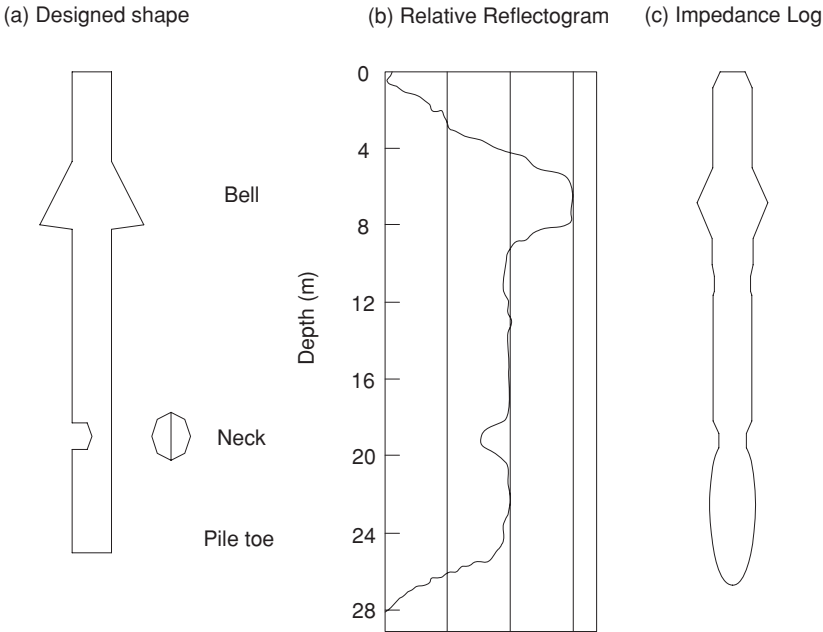 (a) Designed shape
(b) Relative Reflectogram
(c) Impedance Log
Bell
Neck
Pile toe
Depth (m)
0
4
8
12
16
20
24
28